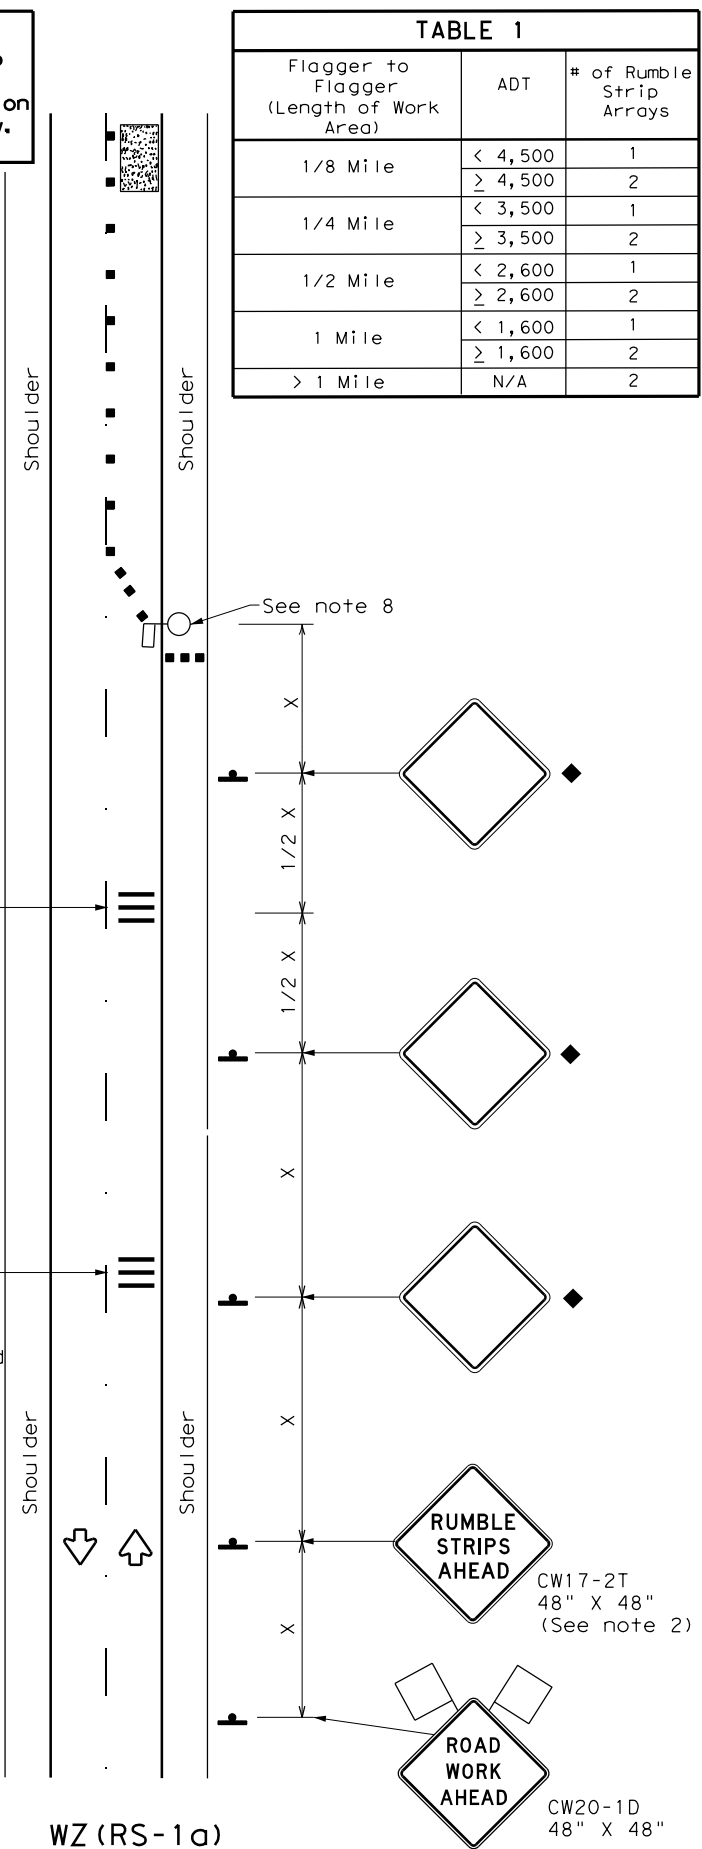 on
TABLE 1
Flagger to
Flagger
(Length of Work
Area)
ADT
# of Rumble
Strip
Arrays
1/8 Mile
< 4,500
1
≥ 4,500
2
1/4 Mile
< 3,500
1
≥ 3,500
2
1/2 Mile
< 2,600
1
≥ 2,600
2
1 Mile
< 1,600
1
≥ 1,600
2
> 1 Mile
N/A
2
Shoulder
Shoulder
See note 8
X
1/2 X
1/2 X
X
X
X
Shoulder
Shoulder
RUMBLE
STRIPS
AHEAD
CW17-2T
48" X 48"
(See note 2)
ROAD
WORK
AHEAD
CW20-1D
48" X 48"
WZ(RS-1a)